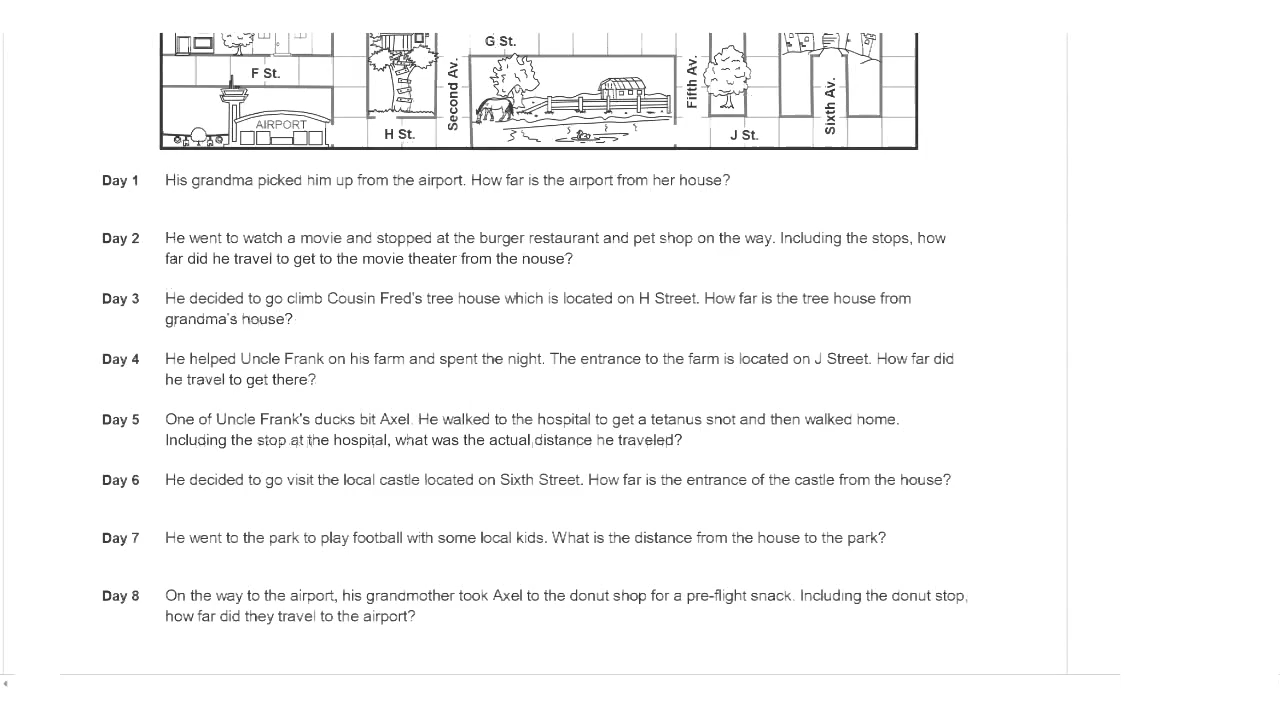 G St.
F St.
Second Av.
Fifth Av.
Sixth Av.
AIRPORT
H St.
J St.
Day 1 His grandma picked him up from the airport. How far is the airport from her house?
Day 2 He went to watch a movie and stopped at the burger restaurant and pet shop on the way. Including the stops, how
far did he travel to get to the movie theater from the nouse?
Day 3 He decided to go climb Cousin Fred's tree house which is located on H Street. How far is the tree house from
grandma's house?
Day 4 He helped Uncle Frank on his farm and spent the night. The entrance to the farm is located on J Street. How far did
he travel to get there?
Day 5 One of Uncle Frank's ducks bit Axel. He walked to the hospital to get a tetanus snot and then walked home.
Including the stop at the hospital, what was the actual distance he traveled?
Day 6 He decided to go visit the local castle located on Sixth Street. How far is the entrance of the castle from the house?
Day 7 He went to the park to play football with some local kids. What is the distance from the house to the park?
Day 8 On the way to the airport, his grandmother took Axel to the donut shop for a pre-flight snack. Including the donut stop,
how far did they travel to the airport?